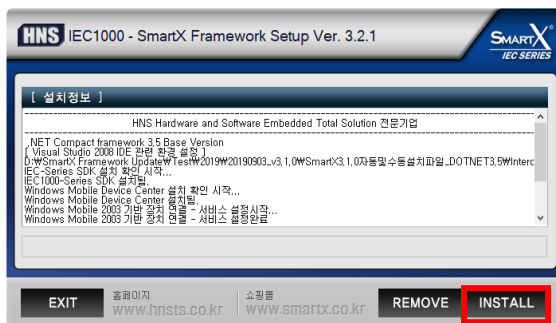 HNS IEC1000 - SmartX Framework Setup Ver. 3.2.1
SMARTX
IEC SERIES
[ 설치정보 ]
HNS Hardware and Software Embedded Total Solution 전문기업
.NET Compact framework 3,5 Base Version
[ Visual Studio 2008 IDE 관련 환경 설정 ]
D:₩SmartX Framework Update₩Test₩2019₩20190903_v3,1,0₩SmartX3,1,0자동및수동설치파일_DOTNET3,5₩Interc
IEC-Series SDK 설치 확인 시작...
IEC1000-Series SDK 설치됨.
Windows Mobile Device Center 설치 확인 시작...
Windows Mobile Device Center 설치됨.
Windows Mobile 2003 기반 장치 연결 - 서비스 설정시작...
Windows Mobile 2003 기반 장치 연결 - 서비스 설정완료
EXIT
홈페이지
www.hnsts.co.kr
쇼핑몰
www.smartx.co.kr
REMOVE
INSTALL